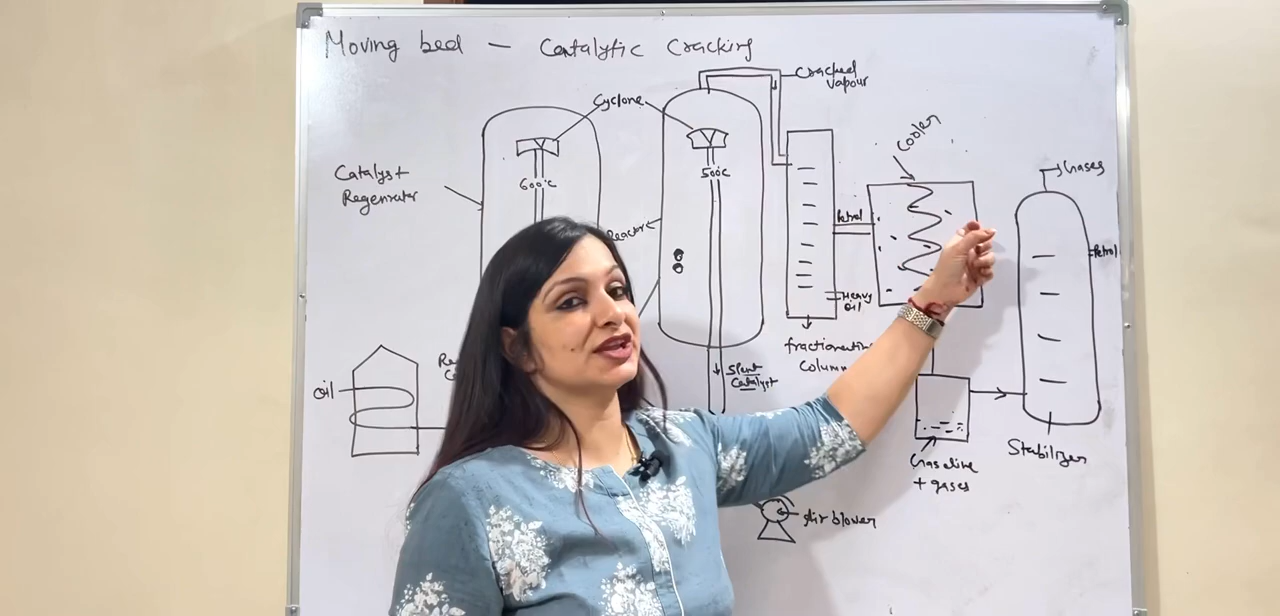 Moving bed - Catalytic Cracking
Cracked
Vapour
Cyclone
Cooler
Catalyst
Regenerator
600°C
500°C
Gases
Petrol
Petrol
Reactor
Heavy
oil
fractionating
Column
Oil
Spent
Catalyst
Gasoline
+ gases
Stabilizer
Air blower